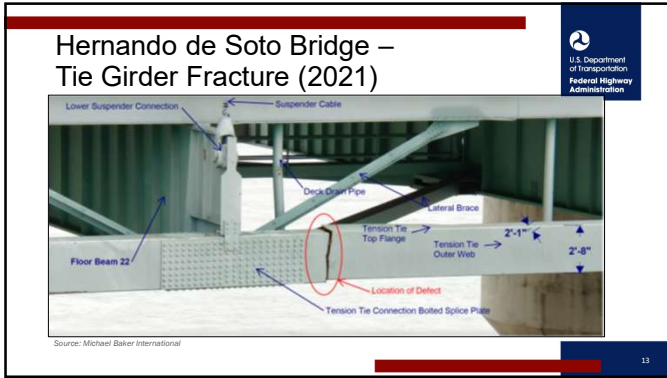 Hernando de Soto Bridge –
Tie Girder Fracture (2021)
U.S. Department
of Transportation
Federal Highway
Administration
Lower Suspender Connection
Suspender Cable
Deck Drain Pipe
Lateral Brace
Tension Tie
Top Flange
Tension Tie
Outer Web
2'-1"
2'-8"
Floor Beam 22
Location of Defect
Tension Tie Connection Bolted Splice Plate
Source: Michael Baker International
13